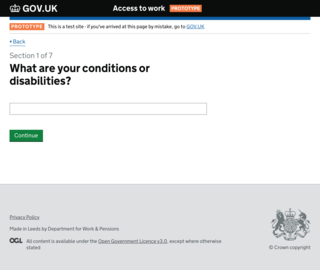 GOV.UK Access to work PROTOTYPE
PROTOTYPE This is a test site - if you've arrived at this page by mistake, go to GOV.UK
Back
Section 1 of 7
What are your conditions or
disabilities?
Continue
Privacy Policy
Made in Leeds by Department for Work & Pensions
OGL All content is available under the Open Government Licence v3.0, except where otherwise
stated
© Crown copyright